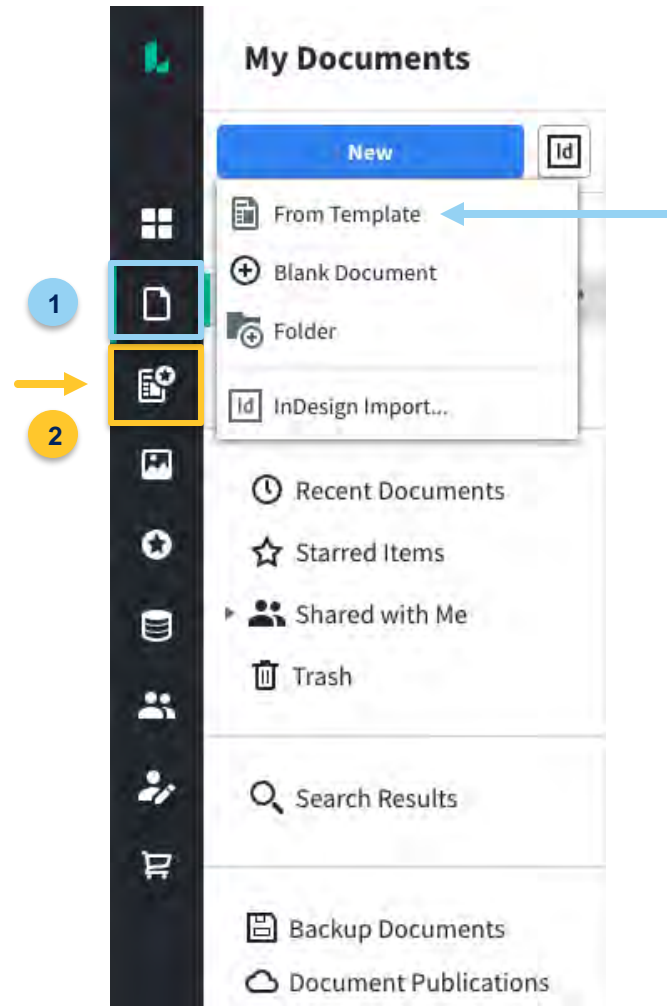 My Documents
New
Id
From Template
1
Blank Document
Folder
2
Id
InDesign Import...
Recent Documents
Starred Items
Shared with Me
Trash
Search Results
Backup Documents
Document Publications